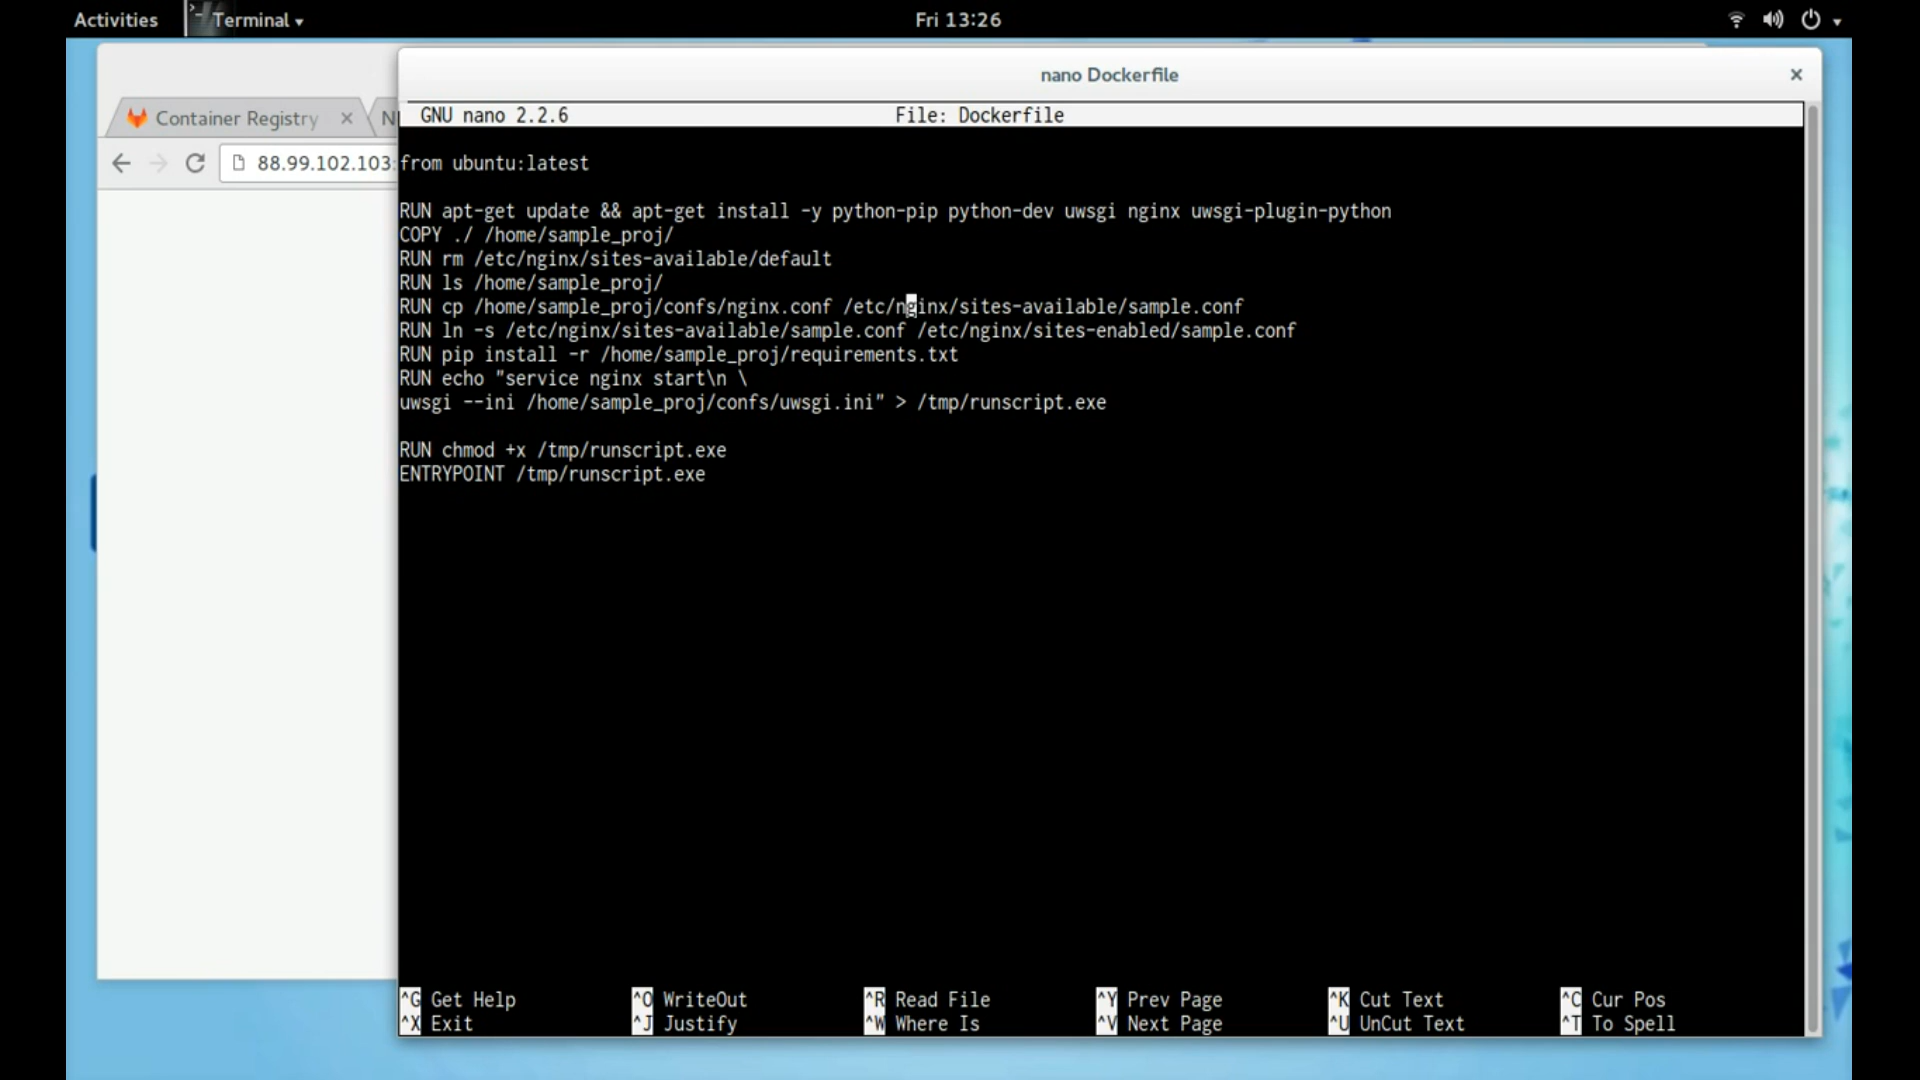 Activities
Terminal
Fri 13:26
nano Dockerfile
Container Registry
N
88.99.102.103:
GNU nano 2.2.6 File: Dockerfile
from ubuntu:latest
RUN apt-get update && apt-get install -y python-pip python-dev uwsgi nginx uwsgi-plugin-python
COPY ./ /home/sample_proj/
RUN rm /etc/nginx/sites-available/default
RUN ls /home/sample_proj/
RUN cp /home/sample_proj/confs/nginx.conf /etc/nginx/sites-available/sample.conf
RUN ln -s /etc/nginx/sites-available/sample.conf /etc/nginx/sites-enabled/sample.conf
RUN pip install -r /home/sample_proj/requirements.txt
RUN echo "service nginx start\n \
uwsgi --ini /home/sample_proj/confs/uwsgi.ini" > /tmp/runscript.exe
RUN chmod +x /tmp/runscript.exe
ENTRYPOINT /tmp/runscript.exe
^G Get Help ^O WriteOut ^R Read File ^Y Prev Page ^K Cut Text ^C Cur Pos
^X Exit ^J Justify ^W Where Is ^V Next Page ^U UnCut Text ^T To Spell